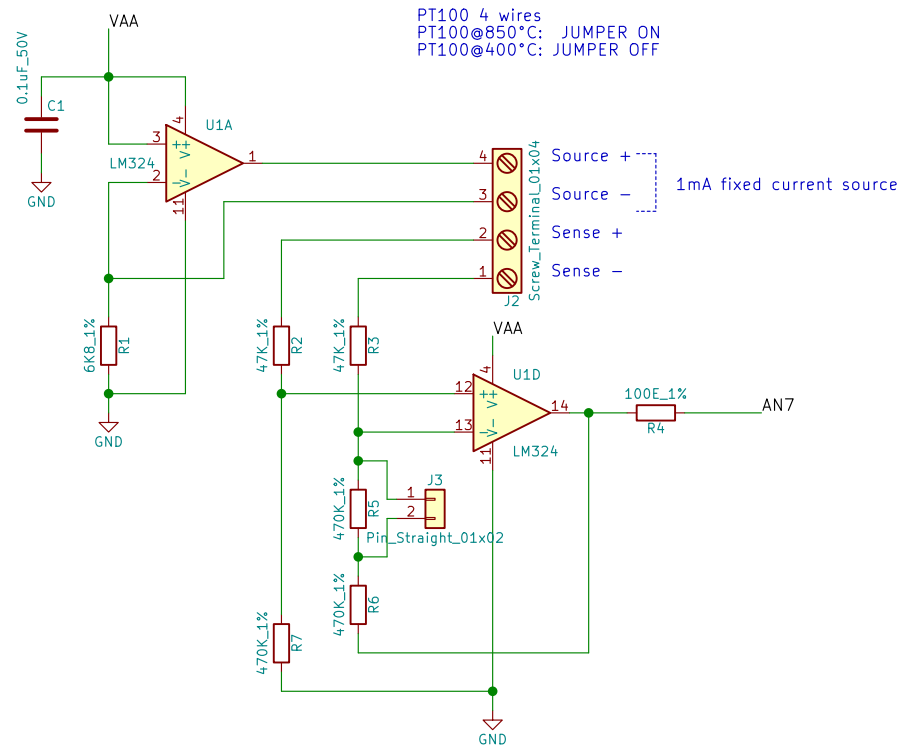 PT100 4 wires
PT100@850°C:  JUMPER ON
PT100@400°C: JUMPER OFF
VAA
0.1uF_50V
C1
GND
U1A
LM324
3
2
4
11
1
+
-
V+
V-
4
3
2
1
Screw_Terminal_01x04
J2
Source +
Source -
1mA fixed current source
Sense +
Sense -
6K8_1%
R1
GND
47K_1%
R2
47K_1%
R3
VAA
U1D
LM324
12
13
4
11
14
+
-
V+
V-
100E_1%
R4
AN7
J3
1
2
Pin_Straight_01x02
470K_1%
R5
470K_1%
R6
470K_1%
R7
GND